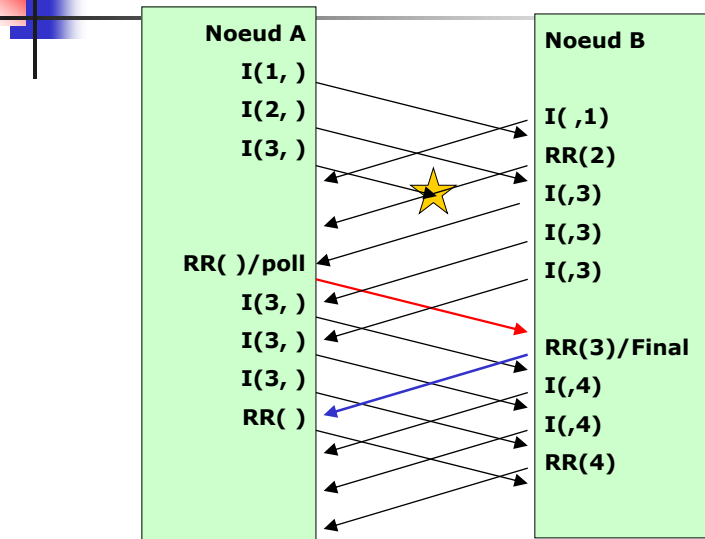 Noeud A
I(1, )
I(2, )
I(3, )
RR( )/poll
I(3, )
I(3, )
I(3, )
RR( )
Noeud B
I( ,1)
RR(2)
I(,3)
I(,3)
I(,3)
RR(3)/Final
I(,4)
I(,4)
RR(4)